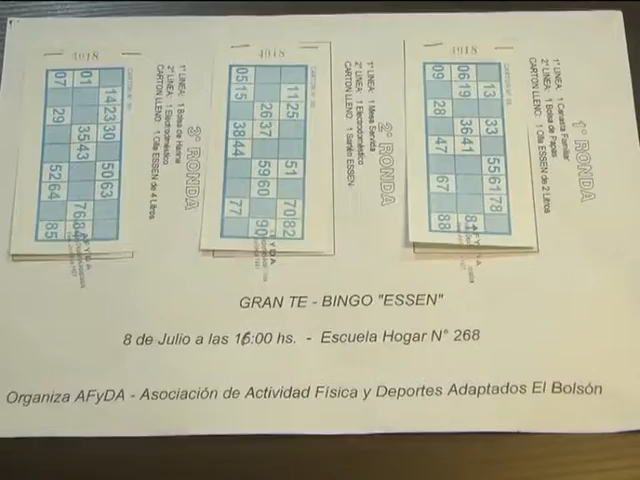 4918
3° RONDA
1° LINEA: 1 Bolsa de Harina
2° LINEA: 1 Electrodoméstico
CARTON LLENO: 1 Olla ESSEN de 4 Litros
14 23 30 50 63
01 35 43 76 84
07 29 52 64 85
4918
2° RONDA
1° LINEA: 1 Mesa Servida
2° LINEA: 1 Electrodoméstico
CARTON LLENO: 1 Sartén ESSEN
11 25 51 70 82
26 37 59 60 90
05 15 38 44 77
4918
1° RONDA
1° LINEA: 1 Canasta Familiar
2° LINEA: 1 Bolsa de Papas
CARTON LLENO: 1 Olla ESSEN de 2 Litros
13 33 55 61 78
06 19 36 41
09 28 47 67 88
GRAN TE - BINGO "ESSEN"
8 de Julio a las 16:00 hs. - Escuela Hogar N° 268
Organiza AFyDA - Asociación de Actividad Física y Deportes Adaptados El Bolsón